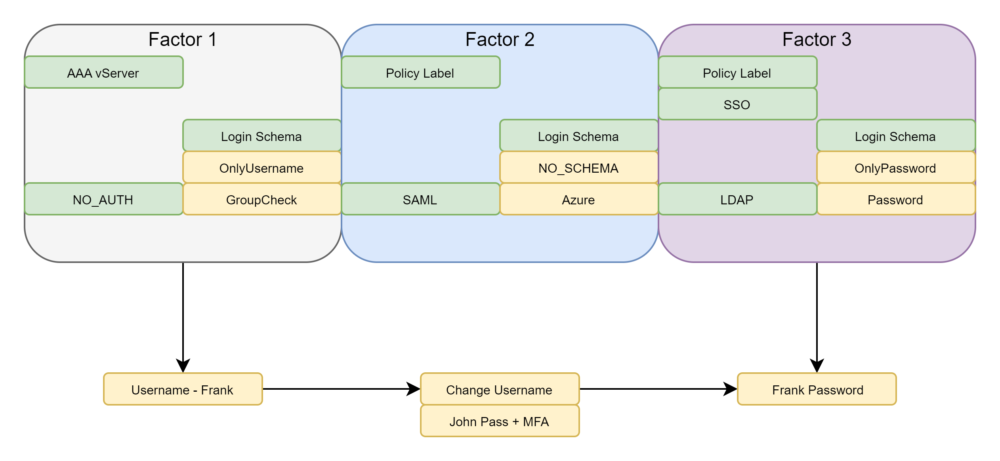 Factor 1
Factor 2
Factor 3
AAA vServer
Policy Label
Policy Label
SSO
Login Schema
Login Schema
Login Schema
OnlyUsername
NO_SCHEMA
OnlyPassword
NO_AUTH
GroupCheck
SAML
Azure
LDAP
Password
Username - Frank
Change Username
Frank Password
John Pass + MFA